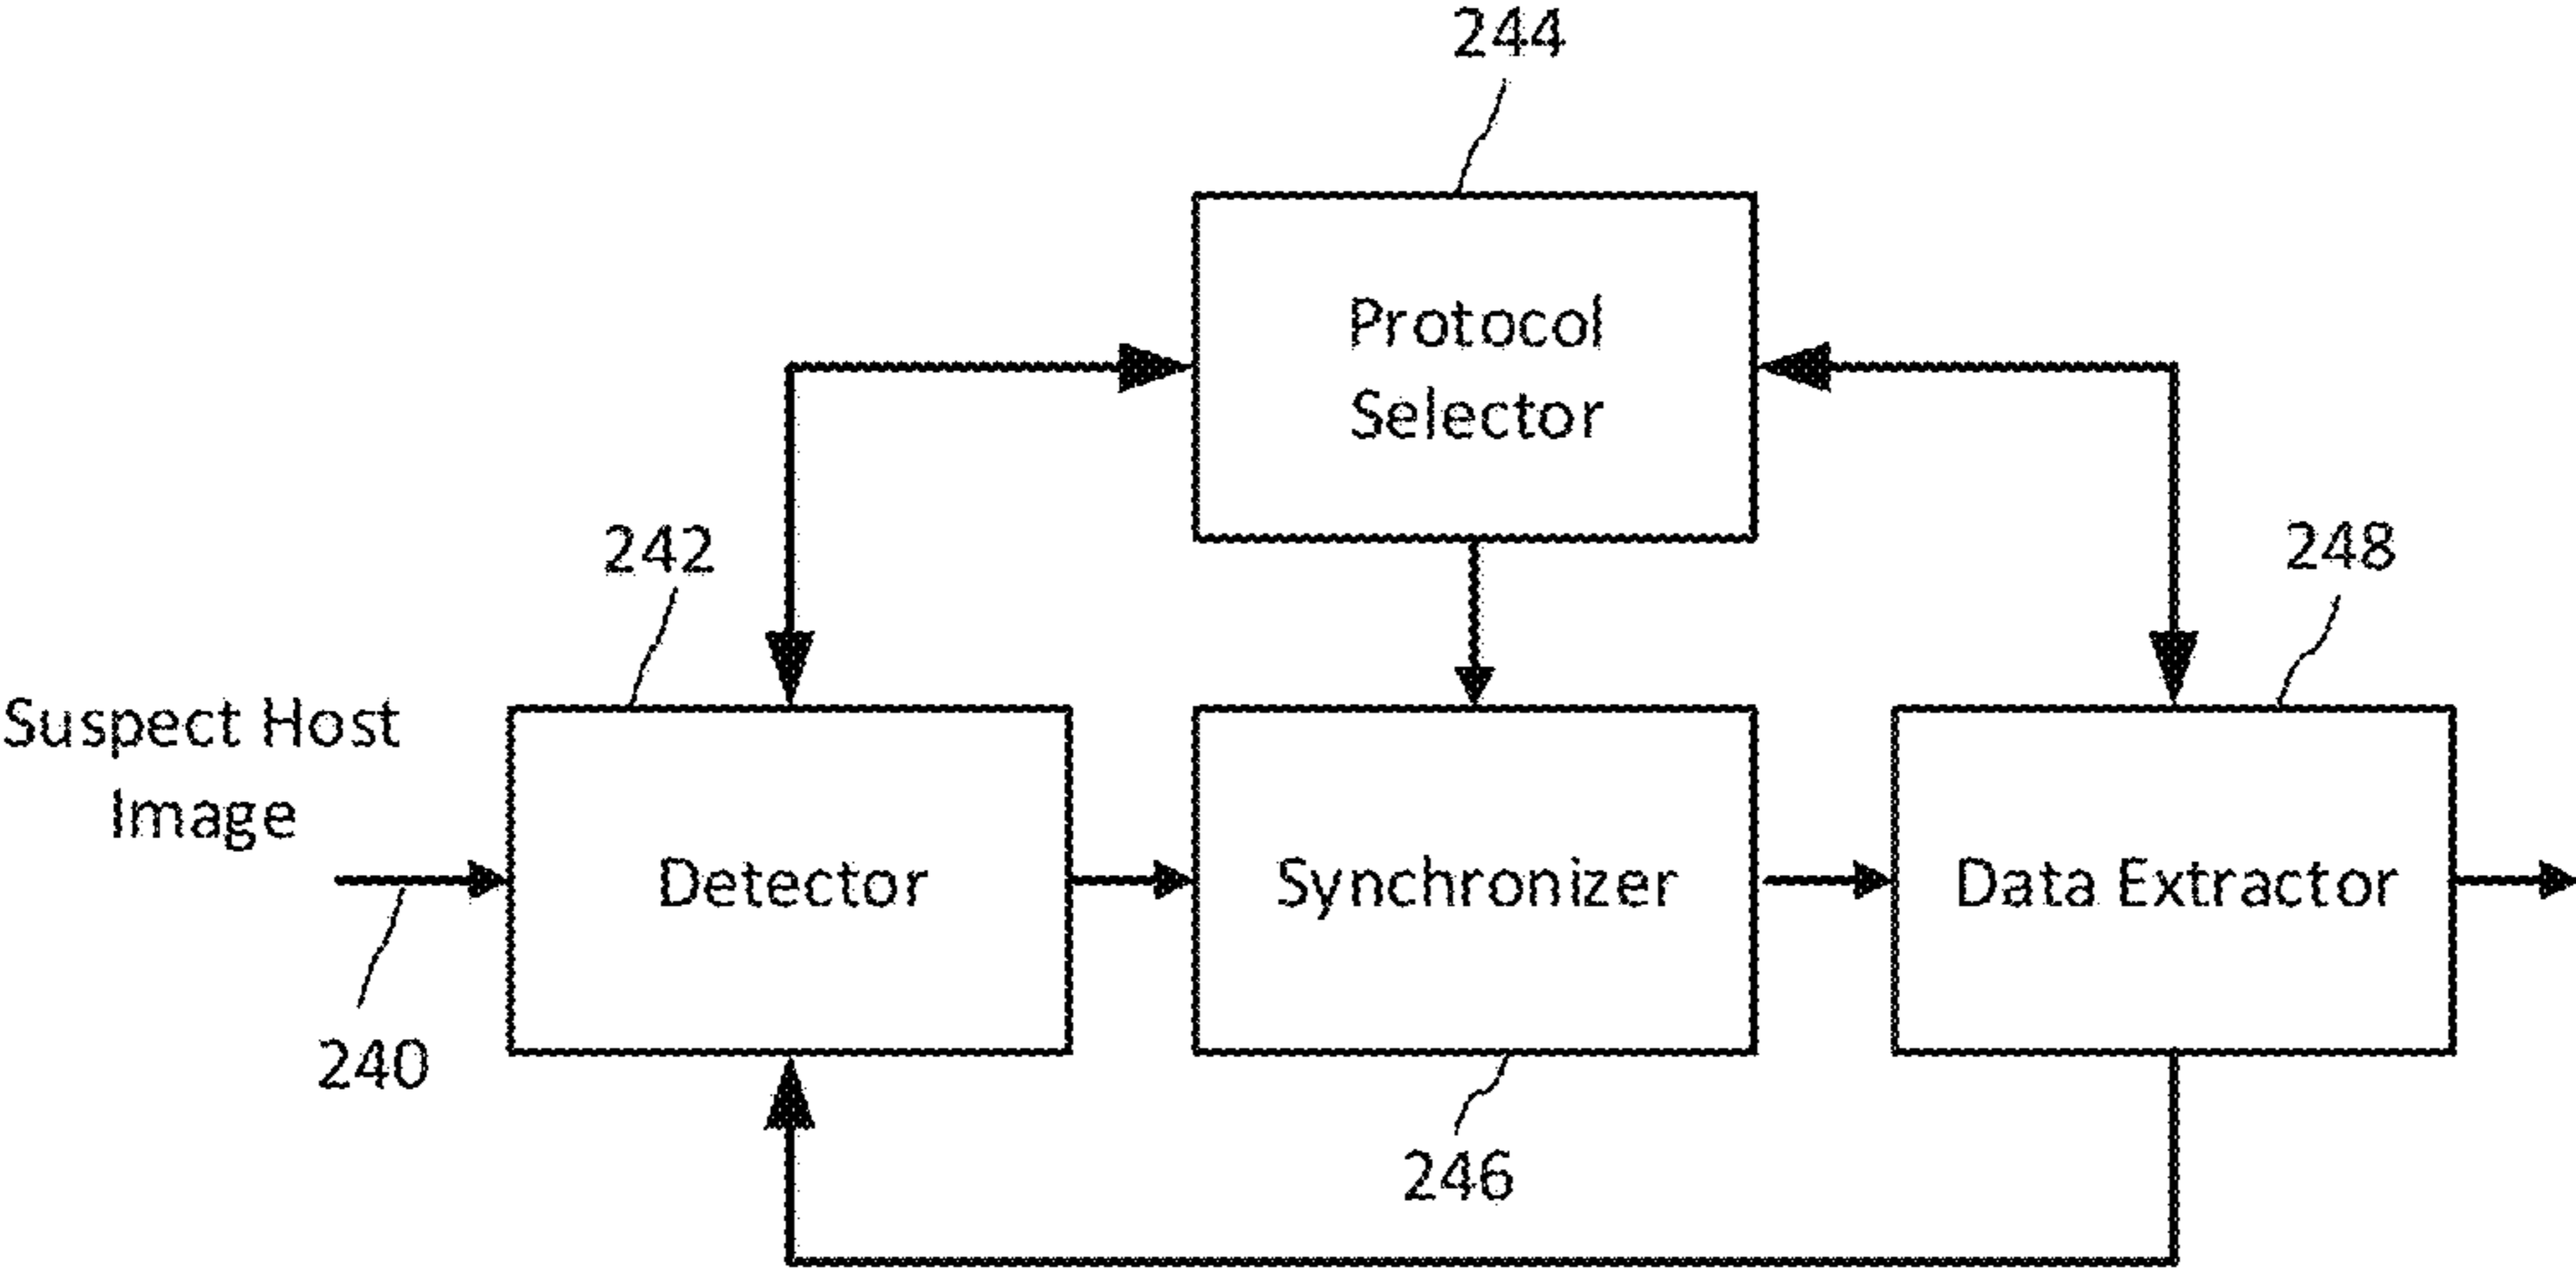 244
Protocol
Selector
242
248
Suspect Host
Image
Detector
Synchronizer
Data Extractor
240
246